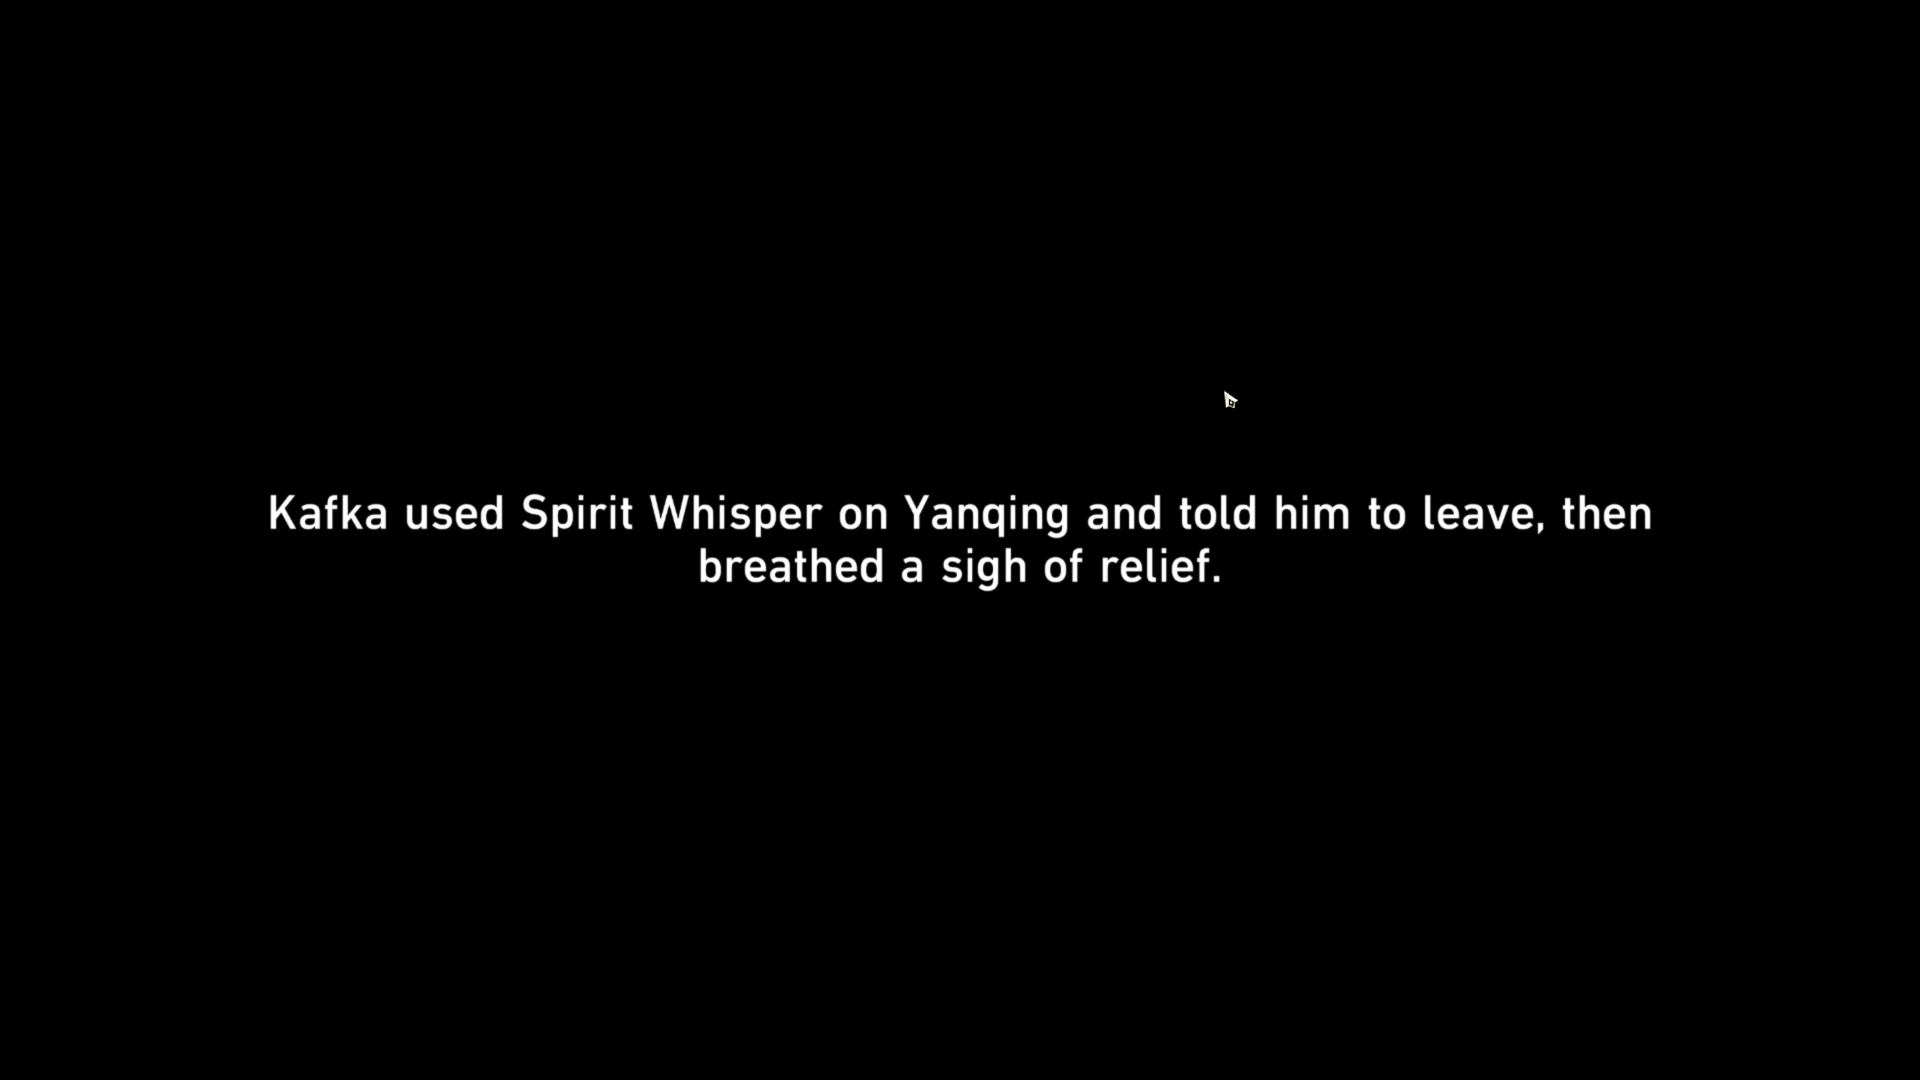 Kafka used Spirit Whisper on Yanqing and told him to leave, then
breathed a sigh of relief.